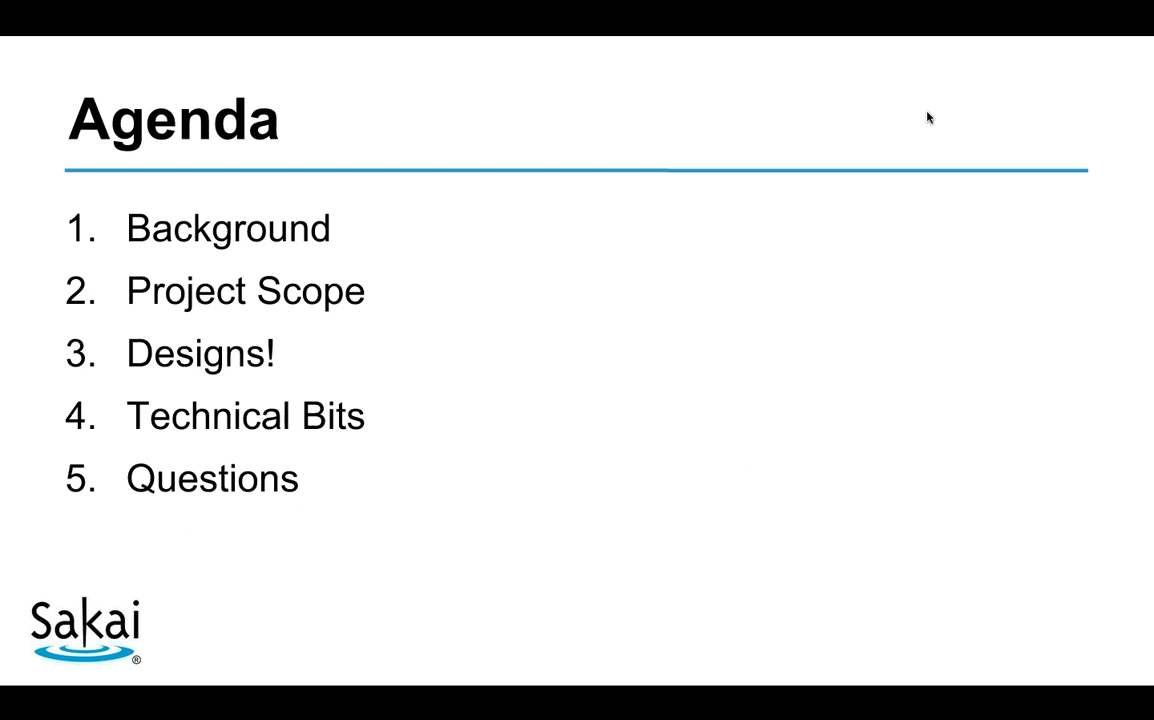 Agenda
1. Background
2. Project Scope
3. Designs!
4. Technical Bits
5. Questions
Sakai
®